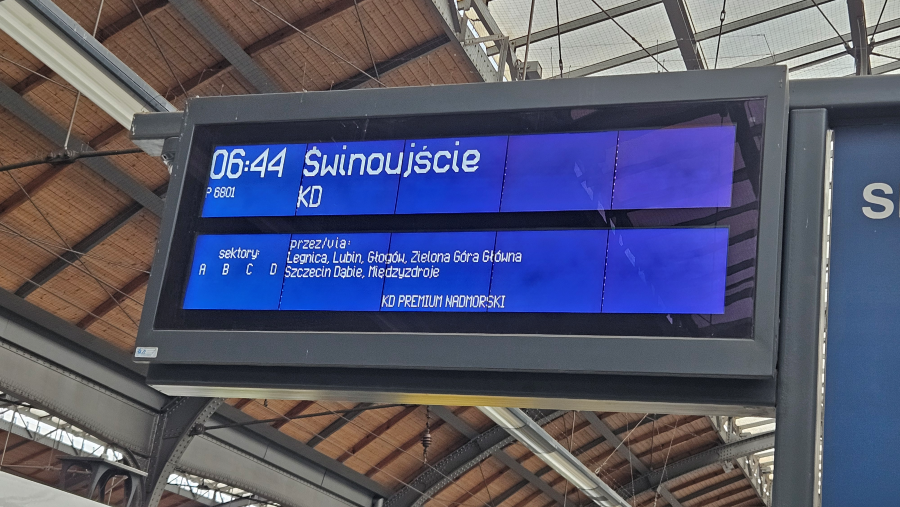 06:44 Świnoujście
P 6801 KD
przez/via:
sektory: Legnica, Lubin, Głogów, Zielona Góra Główna
A B C D Szczecin Dąbie, Międzyzdroje
KD PREMIUM NADMORSKI